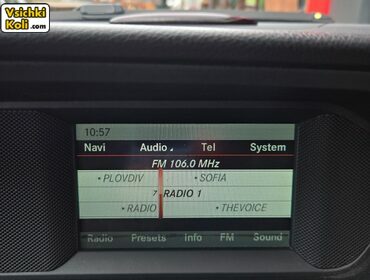 Vsichki
Koli.com
10:57
Navi Audio Tel System
FM 106.0 MHz
• PLOVDIV • SOFIA
7 • RADIO 1
• RADIO • THEVOICE
Radio Presets Info FM Sound